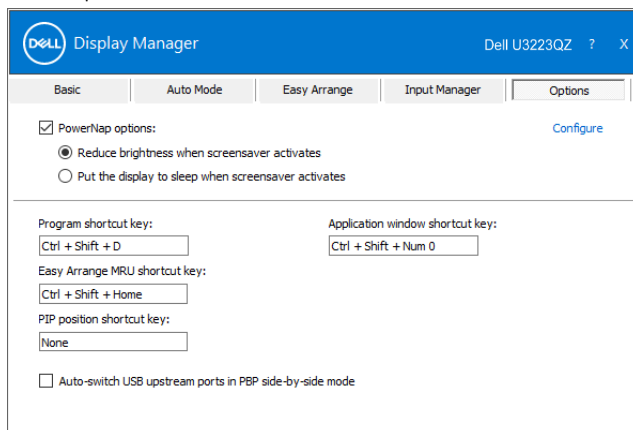 DELL Display Manager Dell U3223QZ ? X
Basic Auto Mode Easy Arrange Input Manager Options
PowerNap options: Configure
Reduce brightness when screensaver activates
Put the display to sleep when screensaver activates
Program shortcut key: Application window shortcut key:
Ctrl + Shift + D Ctrl + Shift + Num 0
Easy Arrange MRU shortcut key:
Ctrl + Shift + Home
PIP position shortcut key:
None
Auto-switch USB upstream ports in PBP side-by-side mode